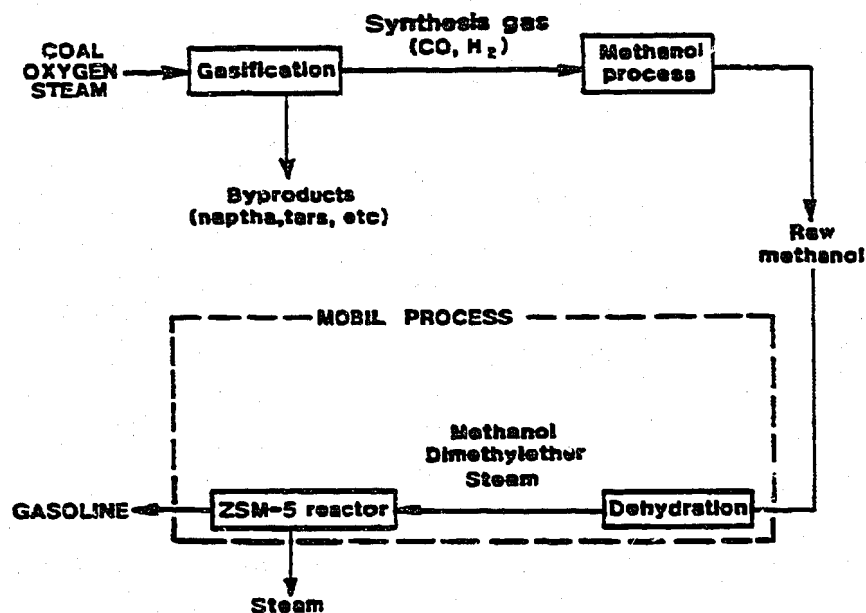 COAL
OXYGEN
STEAM
Gasification
Synthesis gas
(CO, H₂)
Methanol
process
Byproducts
(naptha,tars, etc)
Raw
methanol
MOBIL PROCESS
Methanol
Dimethylether
Steam
GASOLINE
ZSM-5 reactor
Dehydration
Steam